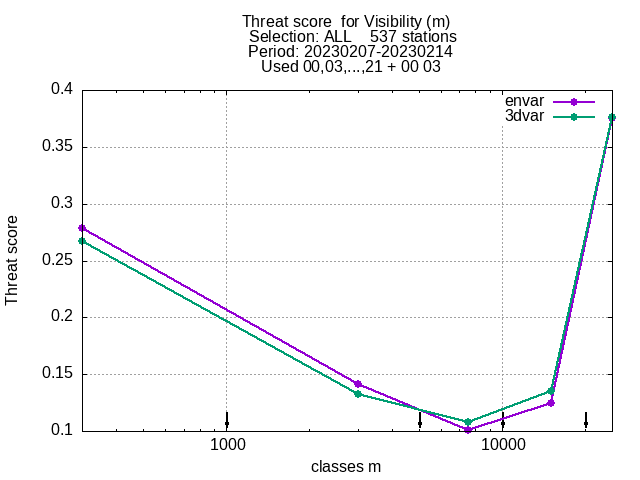 Threat score  for Visibility (m)
Selection: ALL    537 stations
Period: 20230207-20230214
Used 00,03,...,21 + 00 03
envar
3dvar
0.4
0.35
0.3
0.25
0.2
0.15
0.1
Threat score
1000
10000
classes m